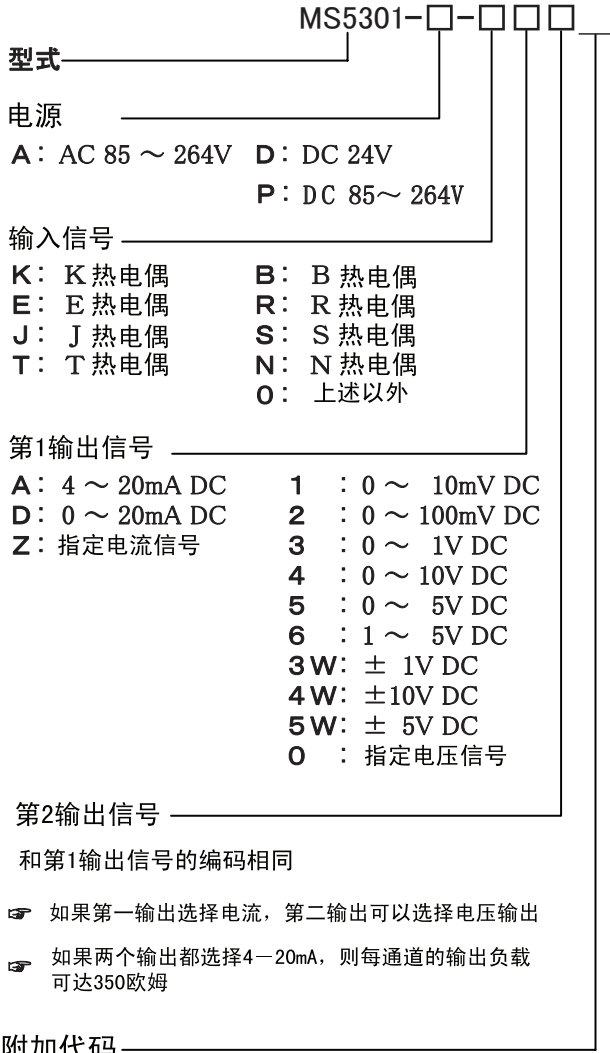 MS5301-□-□□□
型式
电源
A: AC 85 ～ 264V D: DC 24V
P: DC 85～ 264V
输入信号
K: K 热电偶 B: B 热电偶
E: E 热电偶 R: R 热电偶
J: J 热电偶 S: S 热电偶
T: T 热电偶 N: N 热电偶
0: 上述以外
第1输出信号
A: 4 ～ 20mA DC 1 : 0 ～ 10mV DC
D: 0 ～ 20mA DC 2 : 0 ～ 100mV DC
Z: 指定电流信号 3 : 0 ～ 1V DC
4 : 0 ～ 10V DC
5 : 0 ～ 5V DC
6 : 1 ～ 5V DC
3W: ± 1V DC
4W: ±10V DC
5W: ± 5V DC
0 : 指定电压信号
第2输出信号
和第1输出信号的编码相同
☞ 如果第一输出选择电流，第二输出可以选择电压输出
☞ 如果两个输出都选择4－20mA，则每通道的输出负载
可达350欧姆
附加代码